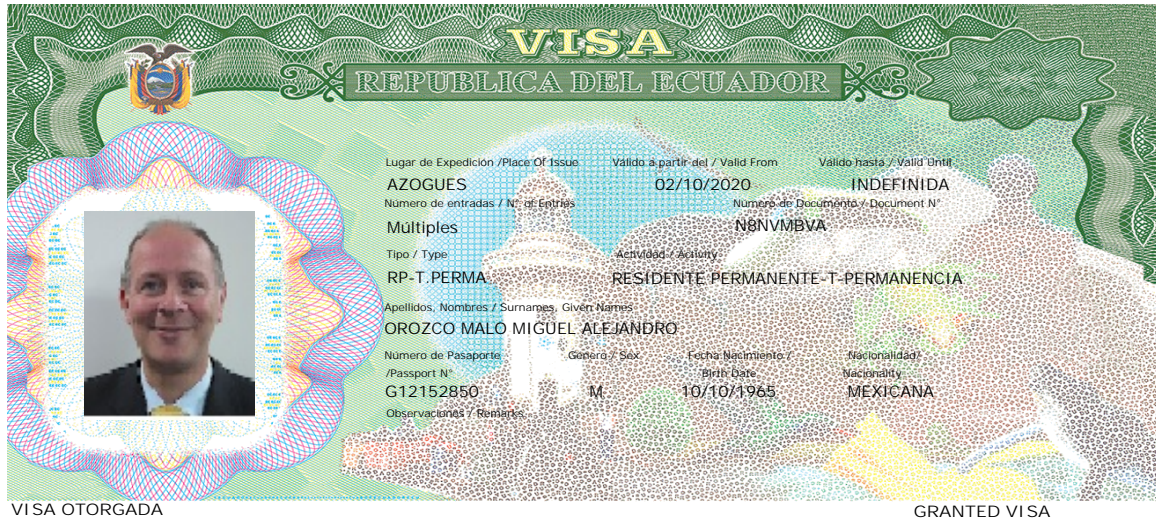 VISA
REPUBLICA DEL ECUADOR
Lugar de Expedición /Place Of Issue Válido a partir del / Valid From Válido hasta / Valid Until
AZOGUES 02/10/2020 INDEFINIDA
Número de entradas / N° of Entries Número de Documento / Document N°
Múltiples N8NVMBVA
Tipo / Type Actividad / Activity
RP-T.PERMA RESIDENTE PERMANENTE-T-PERMANENCIA
Apellidos, Nombres / Surnames, Given Names
OROZCO MALO MIGUEL ALEJANDRO
Número de Pasaporte Género / Sex Fecha Nacimiento / Nacionalidad/
/Passport N° Birth Date Nacionality
G12152850 M 10/10/1965 MEXICANA
Observaciones / Remarks
VISA OTORGADA GRANTED VISA